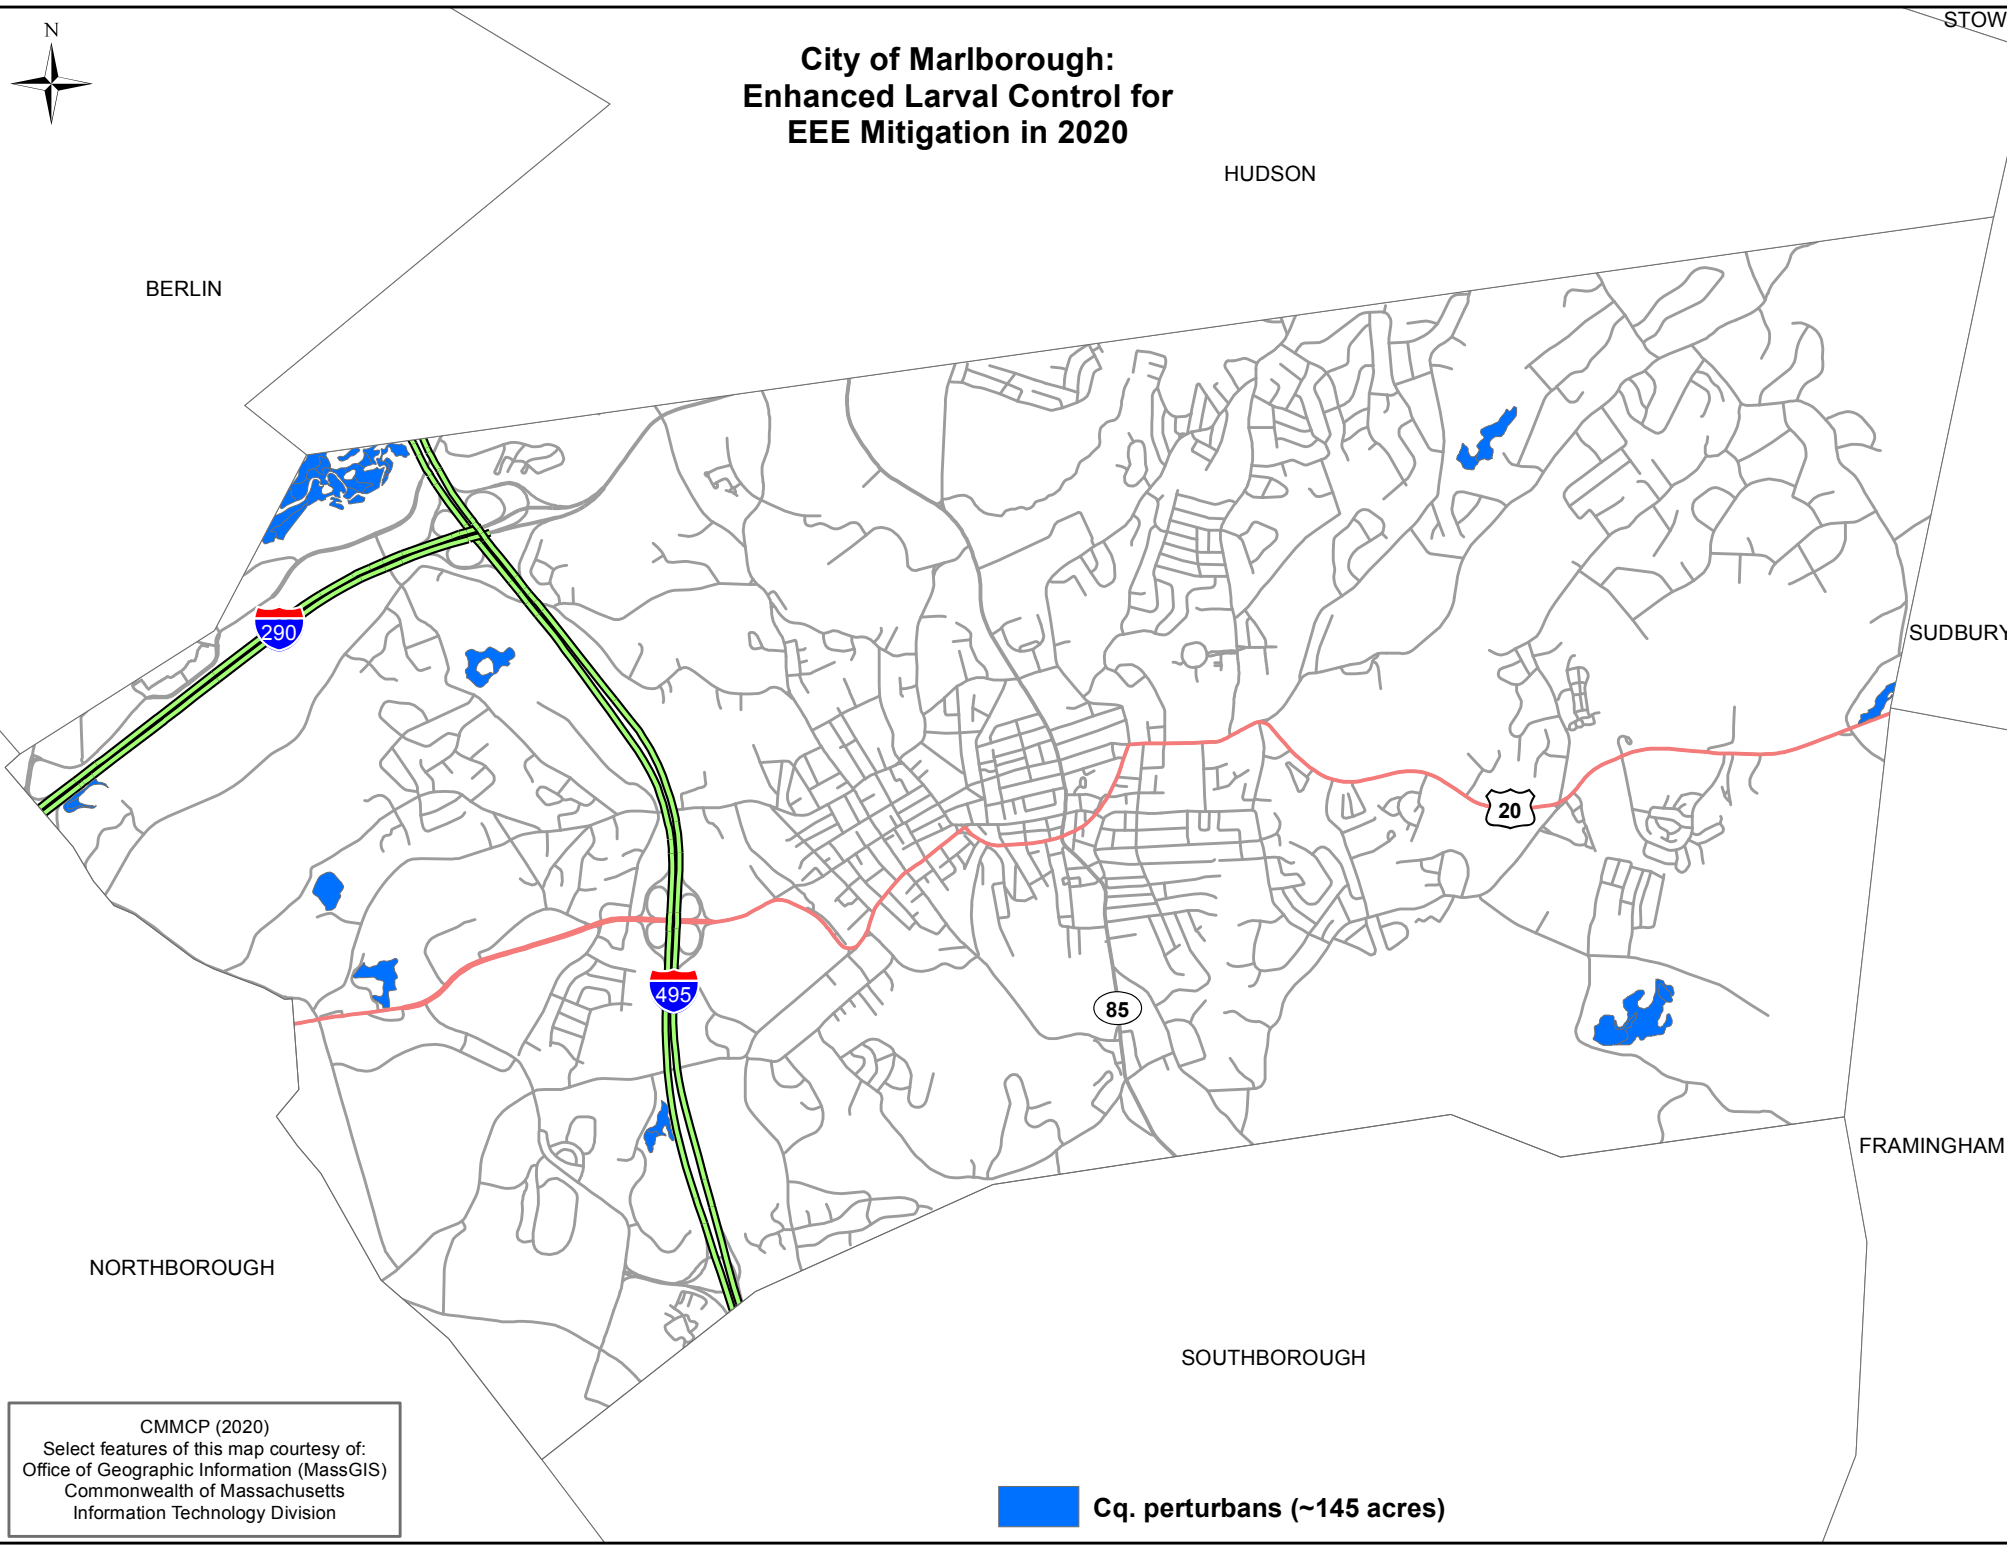 N
STOW
City of Marlborough:
Enhanced Larval Control for
EEE Mitigation in 2020
HUDSON
BERLIN
290
SUDBURY
20
495
85
FRAMINGHAM
NORTHBOROUGH
SOUTHBOROUGH
CMMCP (2020)
Select features of this map courtesy of:
Office of Geographic Information (MassGIS)
Commonwealth of Massachusetts
Information Technology Division
Cq. perturbans (~145 acres)